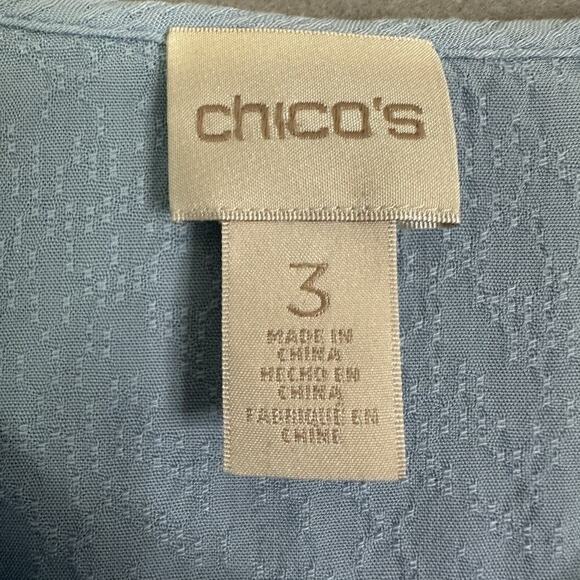 chico's
3
MADE IN
CHINA
HECHO EN
CHINA
FABRIQUÉ EN
CHINE